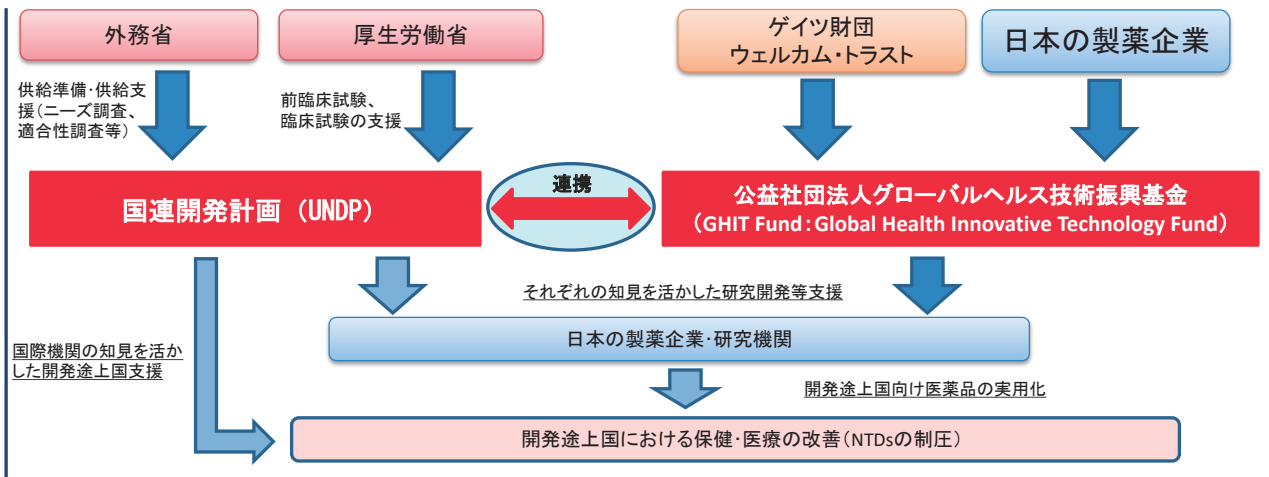 外務省
厚生労働省
ゲイツ財団
ウェルカム・トラスト
日本の製薬企業
供給準備・供給支
援(ニーズ調査、
適合性調査等)
前臨床試験、
臨床試験の支援
国連開発計画 (UNDP)
連携
公益社団法人グローバルヘルス技術振興基金
(GHIT Fund:Global Health Innovative Technology Fund)
それぞれの知見を活かした研究開発等支援
日本の製薬企業・研究機関
国際機関の知見を活か
した開発途上国支援
開発途上国向け医薬品の実用化
開発途上国における保健・医療の改善(NTDsの制圧)